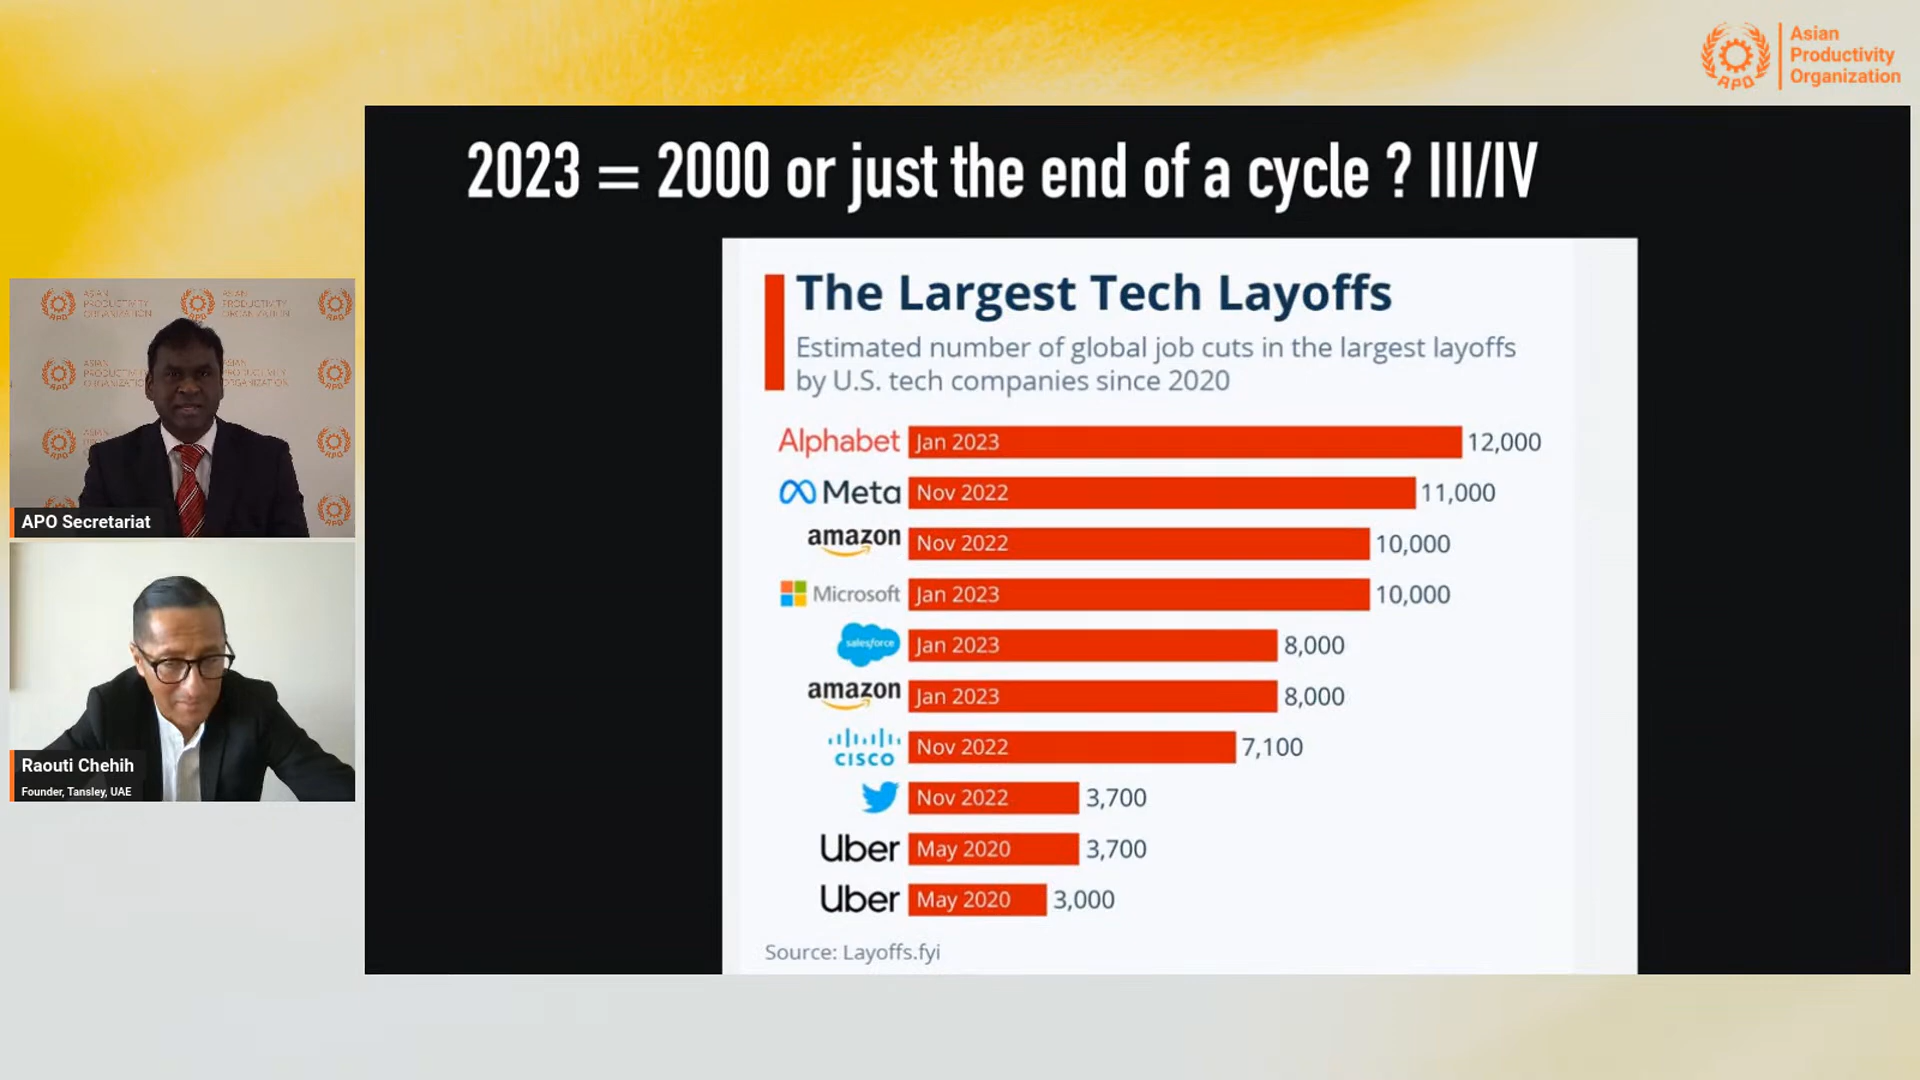 Asian
Productivity
Organization
APO
2023 = 2000 or just the end of a cycle ? III/IV
The Largest Tech Layoffs
Estimated number of global job cuts in the largest layoffs
by U.S. tech companies since 2020
Alphabet Jan 2023 12,000
Meta Nov 2022 11,000
amazon Nov 2022 10,000
Microsoft Jan 2023 10,000
salesforce Jan 2023 8,000
amazon Jan 2023 8,000
CISCO Nov 2022 7,100
Nov 2022 3,700
Uber May 2020 3,700
Uber May 2020 3,000
Source: Layoffs.fyi
ASIAN
PRODUCTIVITY
ORGANIZATION
APO Secretariat
Raouti Chehih
Founder, Tansley, UAE